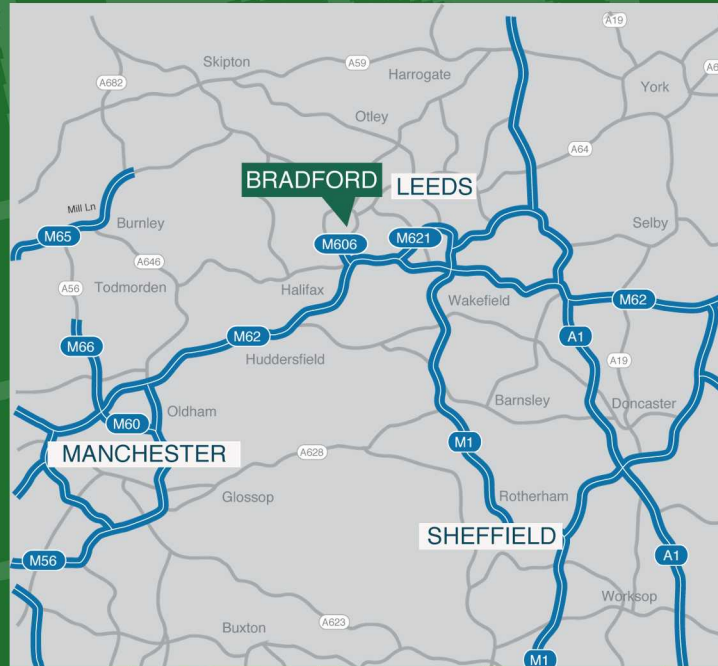 A19
Skipton
A59
Harrogate
York
A682
Otley
A64
BRADFORD
LEEDS
Mill Ln
Burnley
Selby
M65
M606
M621
A646
A56
Todmorden
Halifax
Wakefield
M62
M62
M66
A1
Huddersfield
A19
Barnsley
Doncaster
Oldham
M60
M1
MANCHESTER
A628
Glossop
Rotherham
SHEFFIELD
M56
A1
Worksop
A623
Buxton
M1